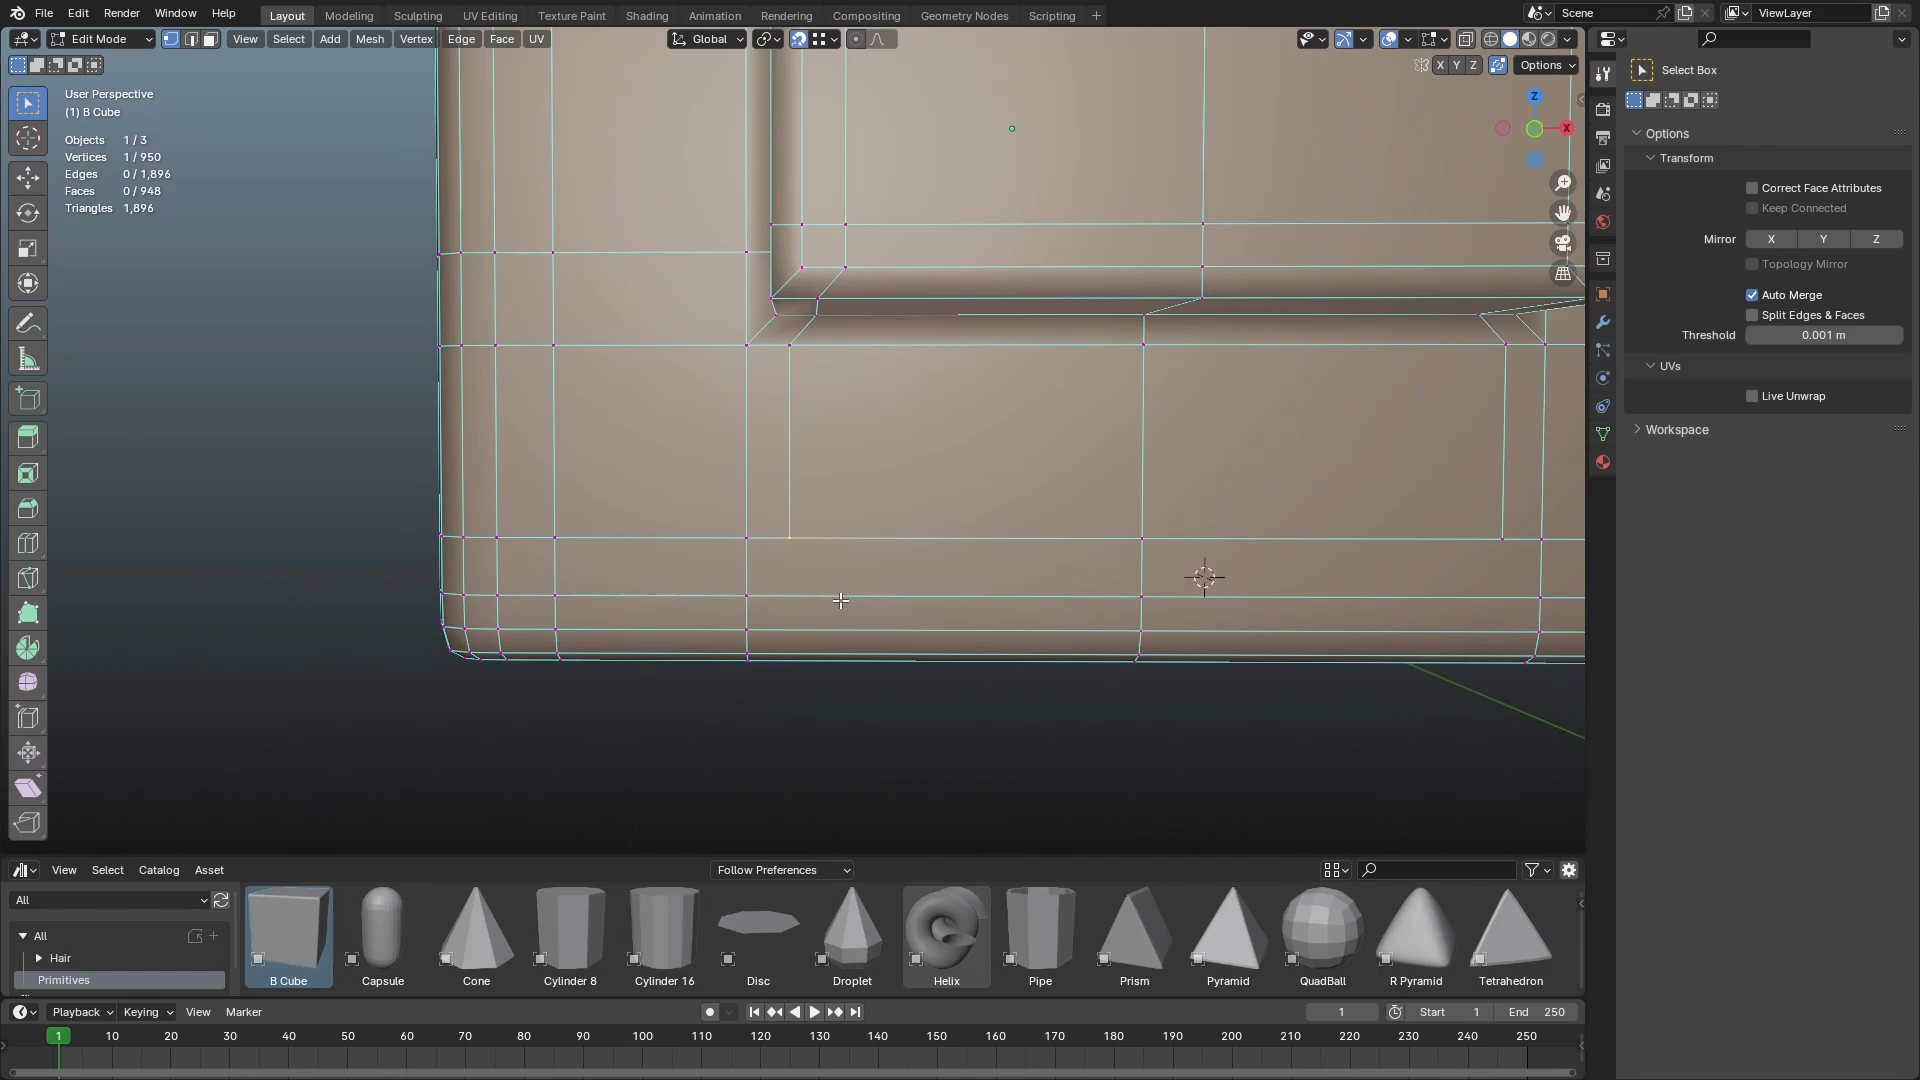 File Edit Render Window Help Layout Modeling Sculpting UV Editing Texture Paint Shading Animation Rendering Compositing Geometry Nodes Scripting + Scene ViewLayer
Edit Mode View Select Add Mesh Vertex Edge Face UV Global
X Y Z Options
Select Box
User Perspective
(1) B Cube
Objects 1 / 3
Vertices 1 / 950
Edges 0 / 1,896
Faces 0 / 948
Triangles 1,896
Z
X
Options
Transform
Correct Face Attributes
Keep Connected
Mirror X Y Z
Topology Mirror
Auto Merge
Split Edges & Faces
Threshold 0.001 m
UVs
Live Unwrap
Workspace
View Select Catalog Asset Follow Preferences
All
All
Hair
Primitives
B Cube Capsule Cone Cylinder 8 Cylinder 16 Disc Droplet Helix Pipe Prism Pyramid QuadBall R Pyramid Tetrahedron
Playback Keying View Marker 1 Start 1 End 250
1 10 20 30 40 50 60 70 80 90 100 110 120 130 140 150 160 170 180 190 200 210 220 230 240 250